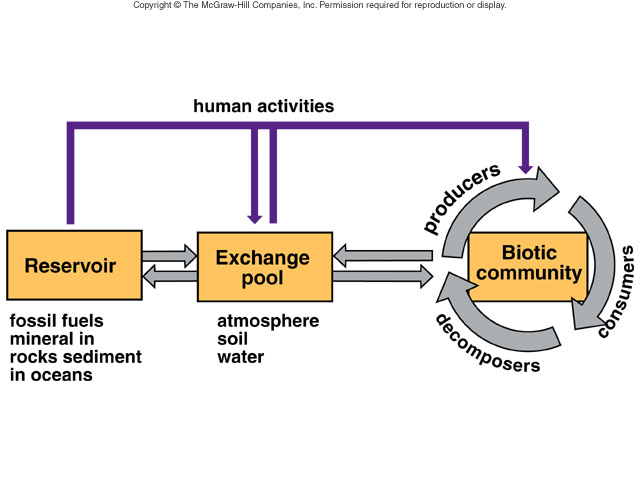 Copyright © The McGraw-Hill Companies, Inc. Permission required for reproduction or display.
human activities
producers
Reservoir
Exchange
pool
Biotic
community
consumers
decomposers
fossil fuels
mineral in
rocks sediment
in oceans
atmosphere
soil
water